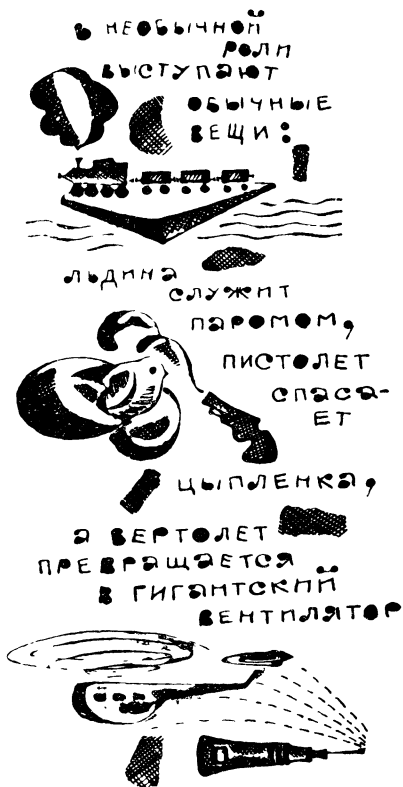 в необычной
роли
выступают
обычные
вещи:
льдина
служит
паромом,
пистолет
спаса-
ет
цыпленка,
а вертолет
превращается
в гигантский
вентилятор